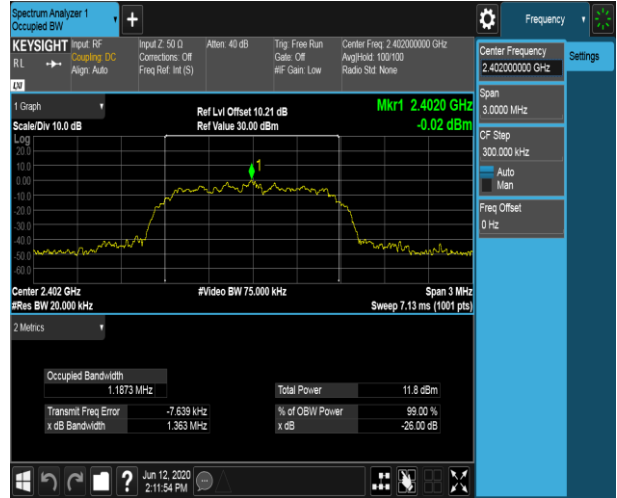 Spectrum Analyzer 1
Occupied BW
+
Frequency
KEYSIGHT
RL
LXI
Input: RF
Coupling: DC
Align: Auto
Input Z: 50 Ω
Corrections: Off
Freq Ref: Int (S)
Atten: 40 dB
Trig: Free Run
Gate: Off
#IF Gain: Low
Center Freq: 2.402000000 GHz
Avg|Hold: 100/100
Radio Std: None
Center Frequency
2.402000000 GHz
Settings
Span
3.0000 MHz
CF Step
300.000 kHz
Auto
Man
Freq Offset
0 Hz
1 Graph
Scale/Div 10.0 dB
Ref Lvl Offset 10.21 dB
Ref Value 30.00 dBm
Mkr1 2.4020 GHz
-0.02 dBm
Log
20.0
10.0
0.00
-10.0
-20.0
-30.0
-40.0
-50.0
-60.0
1
Center 2.402 GHz
#Res BW 20.000 kHz
#Video BW 75.000 kHz
Span 3 MHz
Sweep 7.13 ms (1001 pts)
2 Metrics
Occupied Bandwidth
1.1873 MHz
Total Power 11.8 dBm
Transmit Freq Error -7.639 kHz
% of OBW Power 99.00 %
x dB Bandwidth 1.363 MHz
x dB -26.00 dB
?
Jun 12, 2020
2:11:54 PM